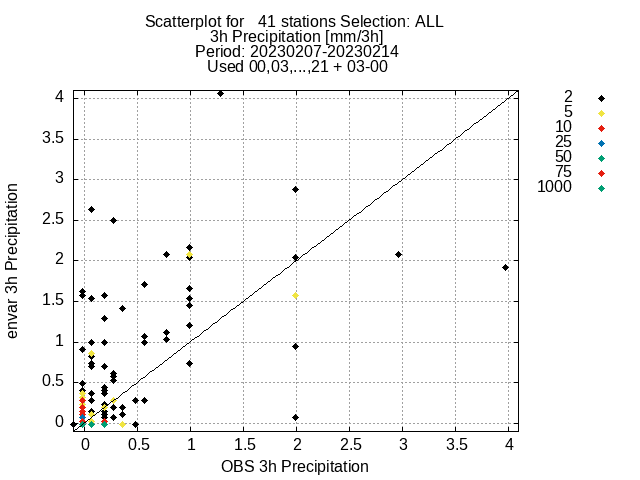 Scatterplot for   41 stations Selection: ALL
3h Precipitation [mm/3h]
Period: 20230207-20230214
Used 00,03,...,21 + 03-00
envar 3h Precipitation
4
3.5
3
2.5
2
1.5
1
0.5
0
0 0.5 1 1.5 2 2.5 3 3.5 4
OBS 3h Precipitation
2
5
10
25
50
75
1000